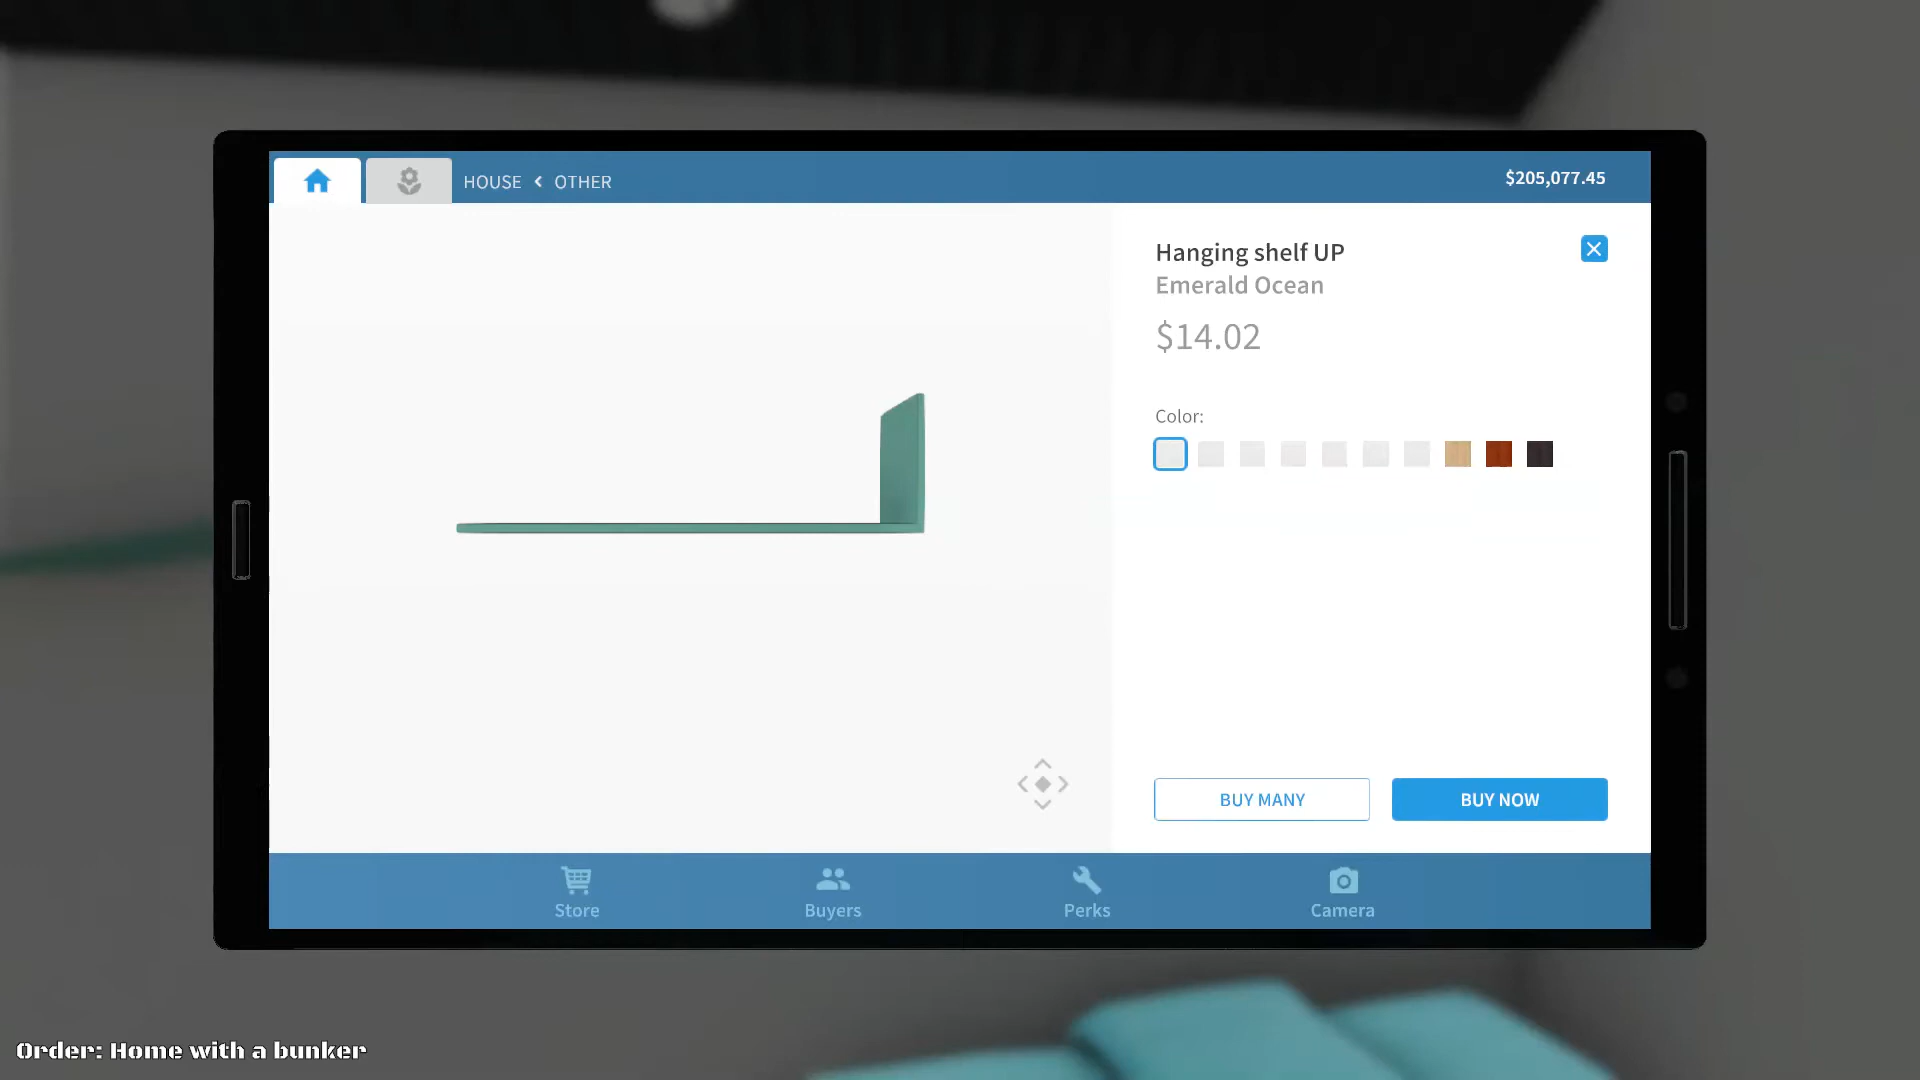 HOUSE < OTHER
$205,077.45
Hanging shelf UP
Emerald Ocean
$14.02
Color:
BUY MANY
BUY NOW
Store
Buyers
Perks
Camera
Order: Home with a bunker